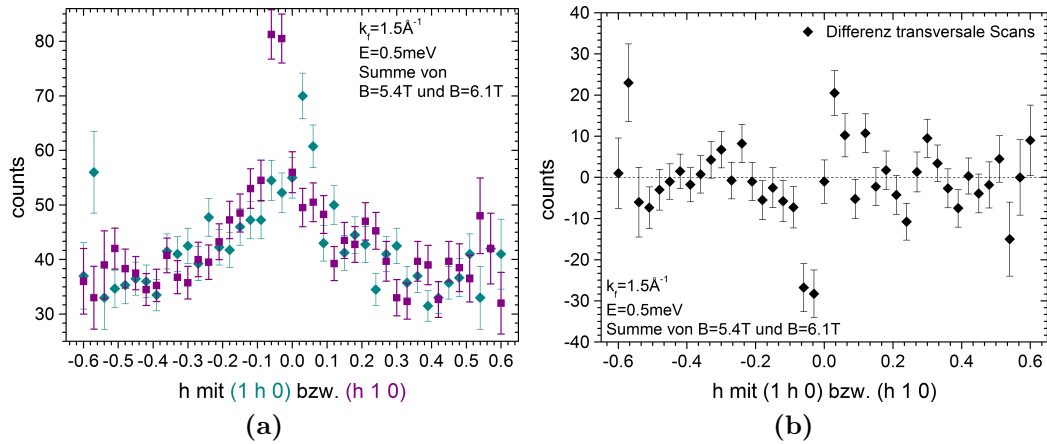 80
70
60
50
40
30
counts
k_f=1.5Å⁻¹
E=0.5meV
Summe von
B=5.4T und B=6.1T
-0.6 -0.5 -0.4 -0.3 -0.2 -0.1 0.0 0.1 0.2 0.3 0.4 0.5 0.6
h mit (1 h 0) bzw. (h 1 0)
(a)
40
30
20
10
0
-10
-20
-30
-40
counts
Differenz transversale Scans
k_f=1.5Å⁻¹
E=0.5meV
Summe von B=5.4T und B=6.1T
-0.6 -0.4 -0.2 0.0 0.2 0.4 0.6
h mit (1 h 0) bzw. (h 1 0)
(b)